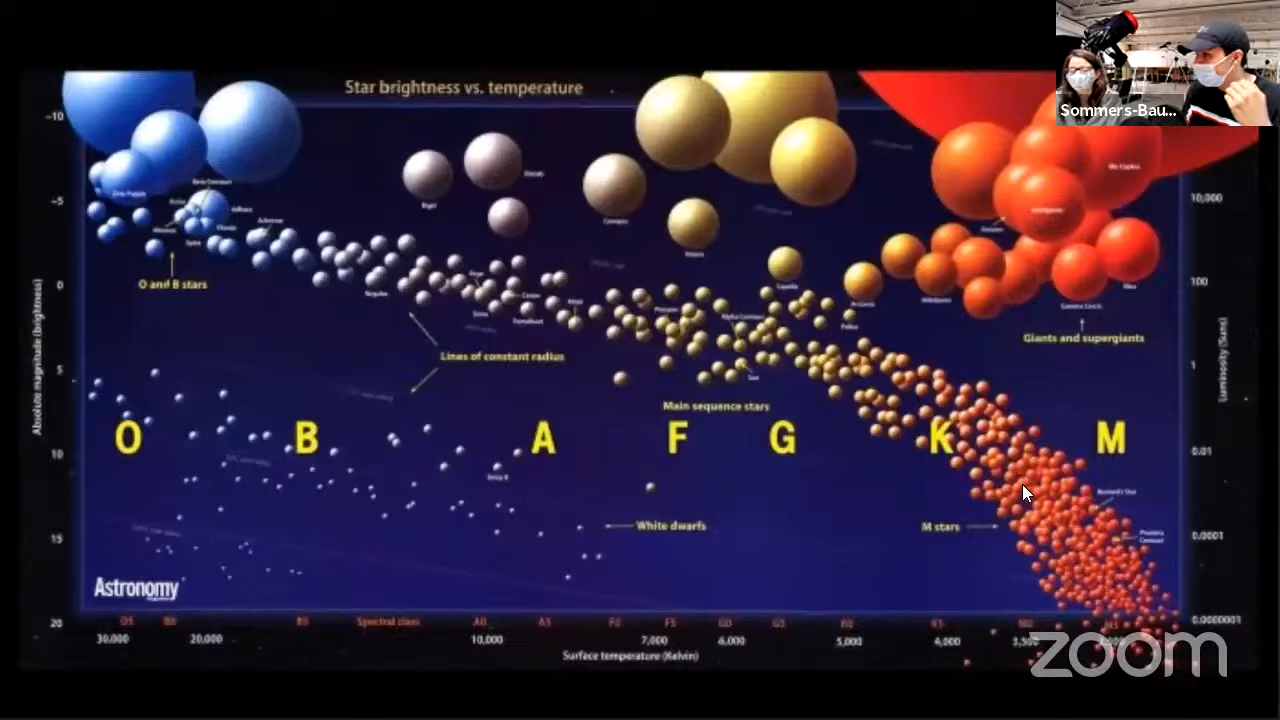 Star brightness vs. temperature
Sommers-Bau...
-10
-5
0
5
10
15
20
Absolute magnitude (brightness)
10,000
100
1
0.01
0.0001
0.0000001
Luminosity (Suns)
Rigel
Deneb
Canopus
Polaris
Mu Cephei
Antares
Achernar
Adhara
Spica
Regulus
Vega
Castor
Sirius
Fomalhaut
Altair
Procyon
Alpha Centauri
Sun
Capella
Pollux
Arcturus
Aldebaran
Gamma Crucis
Mira
O and B stars
Lines of constant radius
Giants and supergiants
Main sequence stars
O B A F G K M
Sirius B
Barnard's Star
Proxima
Centauri
White dwarfs
M stars
Astronomy
O5 B0 B5 Spectral class A0 A5 F0 F5 G0 G5 K0 K5 M0
30,000 20,000 10,000 7,000 6,000 5,000 4,000 3,500
Surface temperature (Kelvin)
zoom